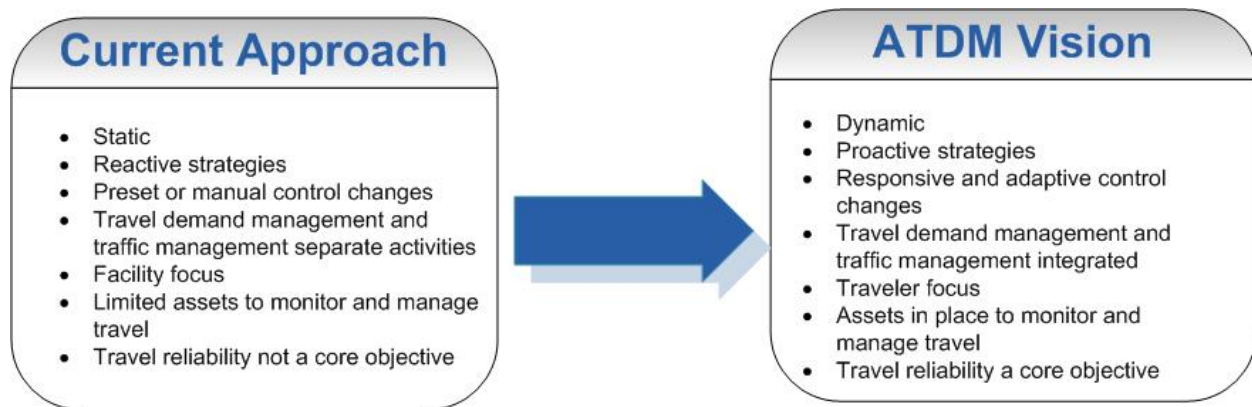 Current Approach
• Static
• Reactive strategies
• Preset or manual control changes
• Travel demand management and
traffic management separate activities
• Facility focus
• Limited assets to monitor and manage
travel
• Travel reliability not a core objective
ATDM Vision
• Dynamic
• Proactive strategies
• Responsive and adaptive control
changes
• Travel demand management and
traffic management integrated
• Traveler focus
• Assets in place to monitor and
manage travel
• Travel reliability a core objective